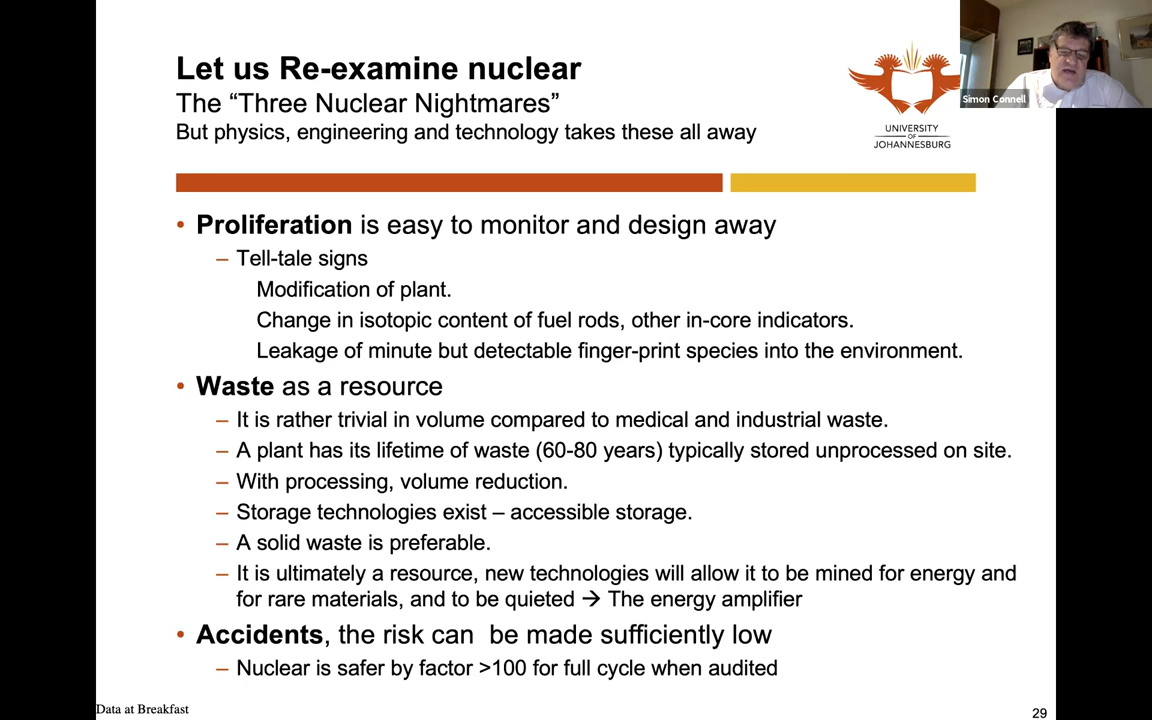 Let us Re-examine nuclear
The “Three Nuclear Nightmares”
But physics, engineering and technology takes these all away
UNIVERSITY
OF
JOHANNESBURG
Simon Connell
• Proliferation is easy to monitor and design away
– Tell-tale signs
Modification of plant.
Change in isotopic content of fuel rods, other in-core indicators.
Leakage of minute but detectable finger-print species into the environment.
• Waste as a resource
– It is rather trivial in volume compared to medical and industrial waste.
– A plant has its lifetime of waste (60-80 years) typically stored unprocessed on site.
– With processing, volume reduction.
– Storage technologies exist – accessible storage.
– A solid waste is preferable.
– It is ultimately a resource, new technologies will allow it to be mined for energy and
for rare materials, and to be quieted → The energy amplifier
• Accidents, the risk can  be made sufficiently low
– Nuclear is safer by factor >100 for full cycle when audited
Data at Breakfast
29